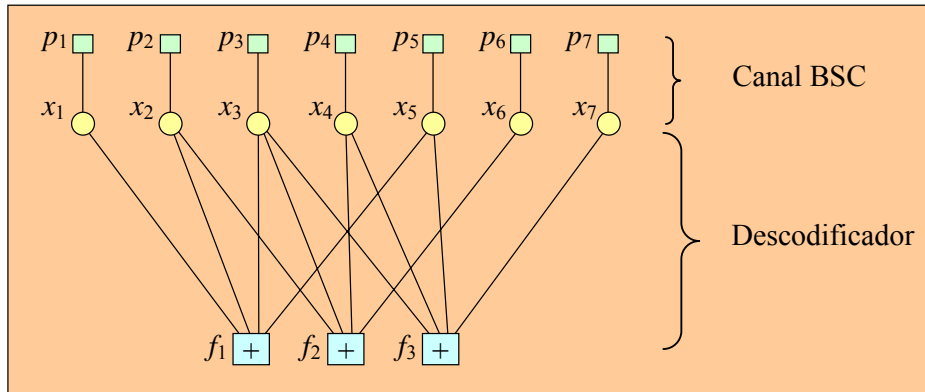 p1 p2 p3 p4 p5 p6 p7
Canal BSC
x1 x2 x3 x4 x5 x6 x7
Descodificador
f1 + f2 + f3 +